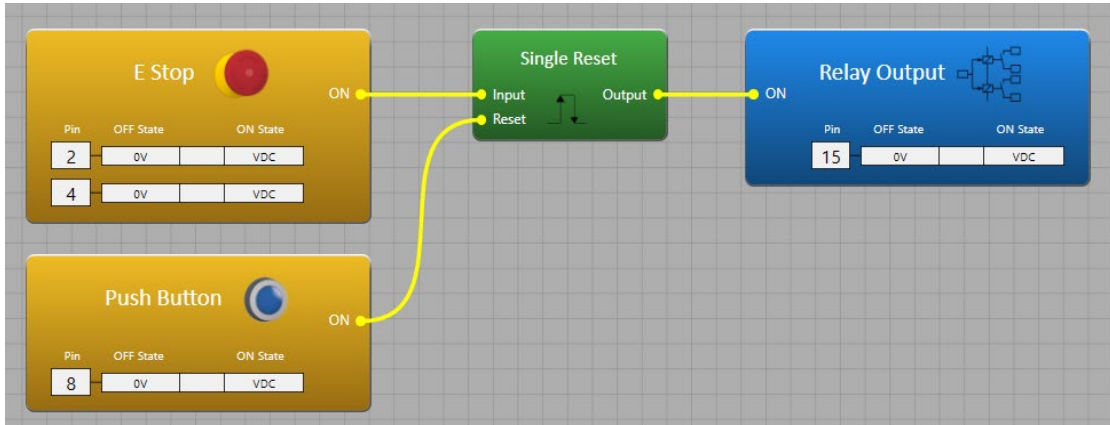 E Stop
ON
Pin OFF State ON State
2 0V VDC
4 0V VDC
Single Reset
Input Output
Reset
Relay Output
ON
Pin OFF State ON State
15 0V VDC
Push Button
ON
Pin OFF State ON State
8 0V VDC